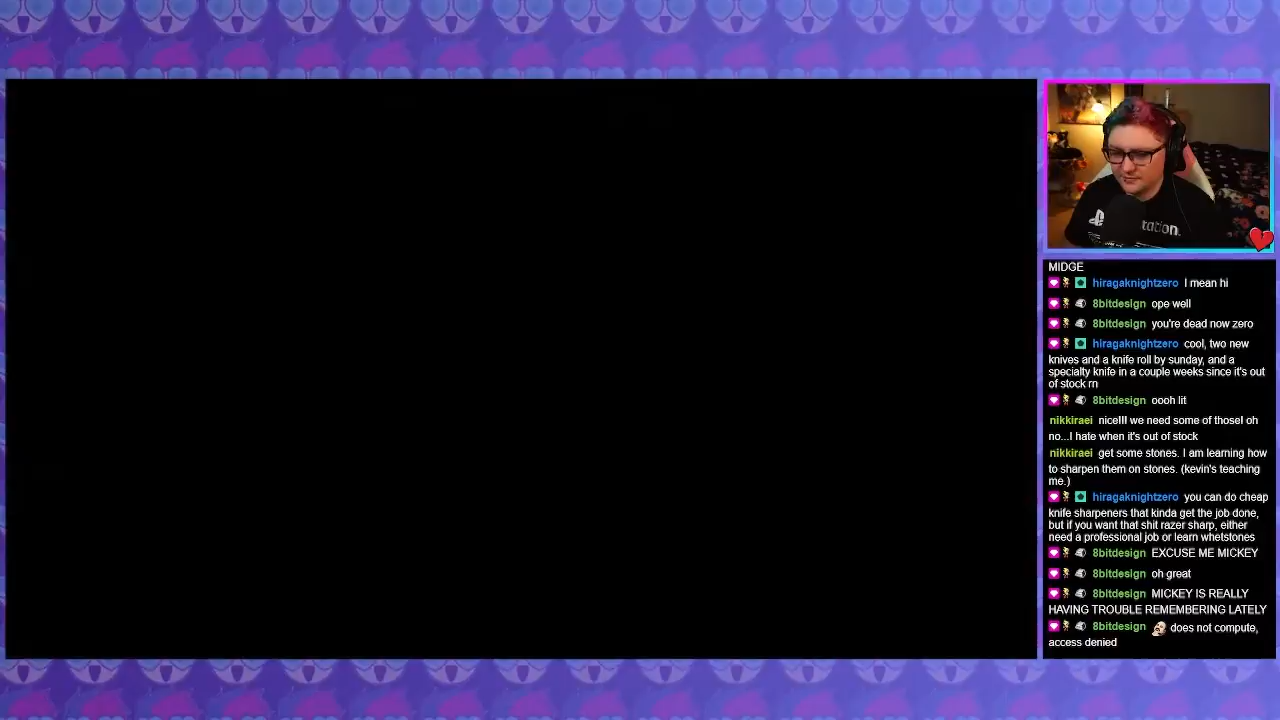 tation.
MIDGE
hiragaknightzero I mean hi
8bitdesign ope well
8bitdesign you're dead now zero
hiragaknightzero cool, two new
knives and a knife roll by sunday, and a
specialty knife in a couple weeks since it's out
of stock rn
8bitdesign oooh lit
nikkiraei nice!!! we need some of those! oh
no...I hate when it's out of stock
nikkiraei get some stones. I am learning how
to sharpen them on stones. (kevin's teaching
me.)
hiragaknightzero you can do cheap
knife sharpeners that kinda get the job done,
but if you want that shit razer sharp, either
need a professional job or learn whetstones
8bitdesign EXCUSE ME MICKEY
8bitdesign oh great
8bitdesign MICKEY IS REALLY
HAVING TROUBLE REMEMBERING LATELY
8bitdesign does not compute,
access denied